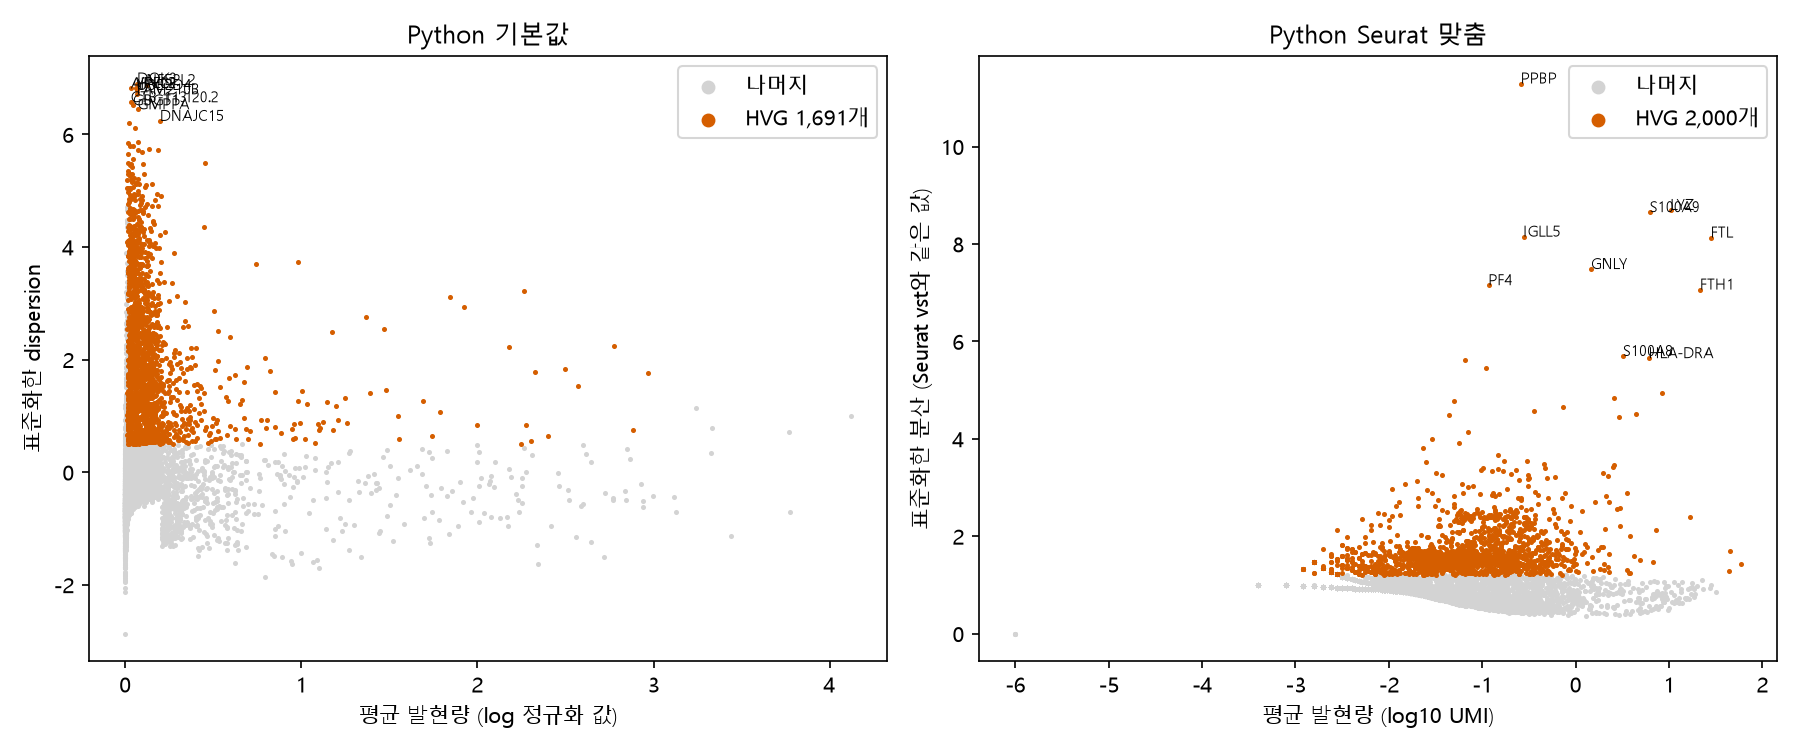 Python 기본값
나머지
HVG 1,691개
DNAJC15
6
4
2
0
-2
0
1
2
3
4
표준화한 dispersion
평균 발현량 (log 정규화 값)
Python Seurat 맞춤
나머지
HVG 2,000개
PPBP
S100A9
LYZ
IGLL5
FTL
GNLY
PF4
FTH1
S100A8
HLA-DRA
10
8
6
4
2
0
-6
-5
-4
-3
-2
-1
0
1
2
표준화한 분산 (Seurat vst와 같은 값)
평균 발현량 (log10 UMI)